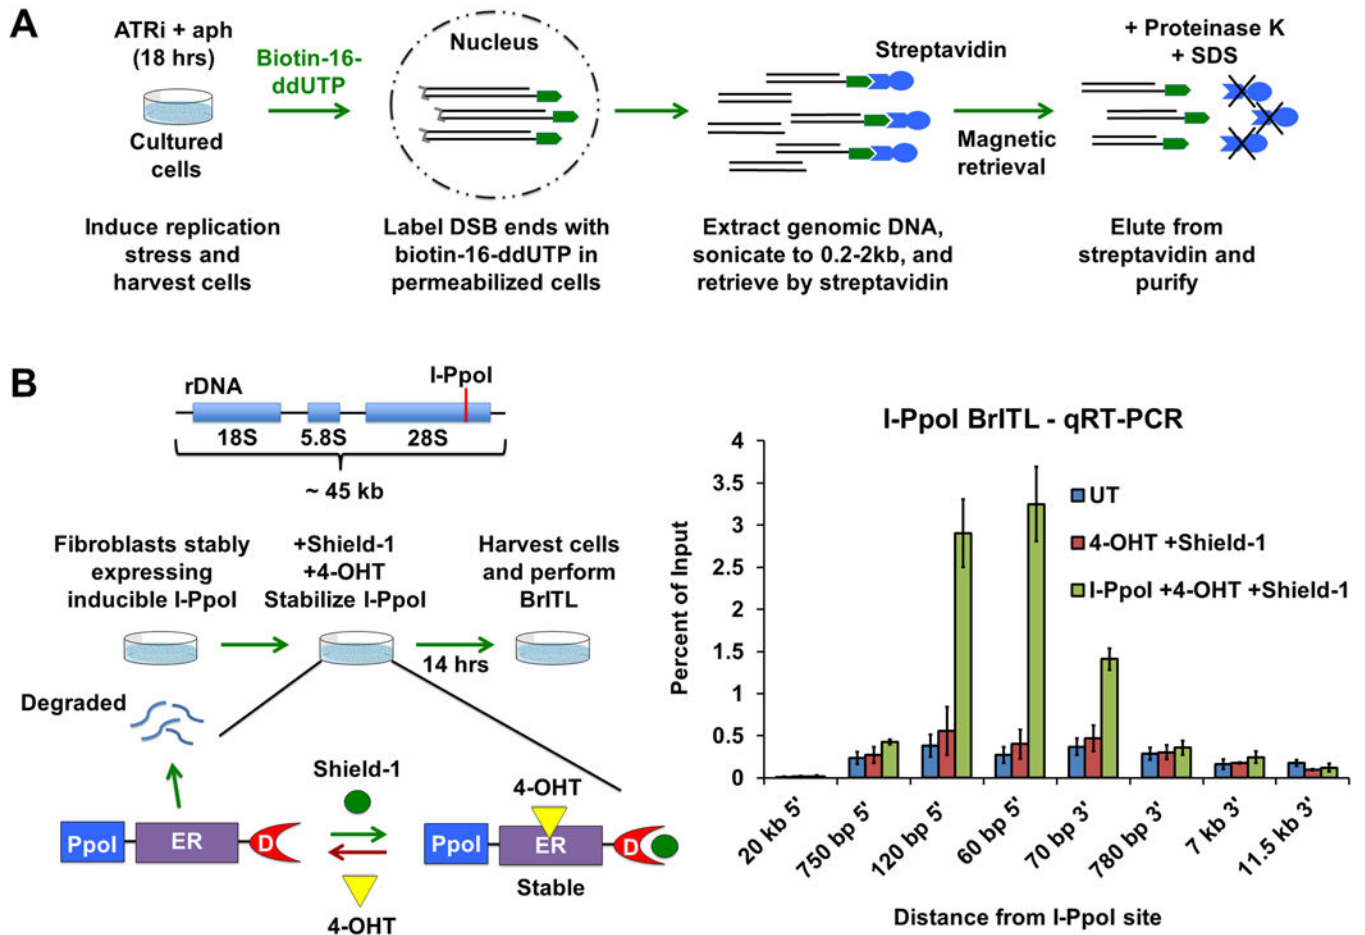 A
ATRi + aph
(18 hrs)
Cultured
cells
Biotin-16-
ddUTP
Nucleus
Streptavidin
Magnetic
retrieval
+ Proteinase K
+ SDS
Induce replication
stress and
harvest cells
Label DSB ends with
biotin-16-ddUTP in
permeabilized cells
Extract genomic DNA,
sonicate to 0.2-2kb, and
retrieve by streptavidin
Elute from
streptavidin and
purify
B
rDNA
I-PpoI
18S
5.8S
28S
~ 45 kb
Fibroblasts stably
expressing
inducible I-PpoI
+Shield-1
+4-OHT
Stabilize I-PpoI
14 hrs
Harvest cells
and perform
BrITL
Degraded
PpoI
ER
D
Shield-1
4-OHT
4-OHT
PpoI
ER
D
Stable
I-PpoI BrITL - qRT-PCR
Percent of Input
4
3.5
3
2.5
2
1.5
1
0.5
0
UT
4-OHT +Shield-1
I-PpoI +4-OHT +Shield-1
20 kb 5'
750 bp 5'
120 bp 5'
60 bp 5'
70 bp 3'
780 bp 3'
7 kb 3'
11.5 kb 3'
Distance from I-PpoI site